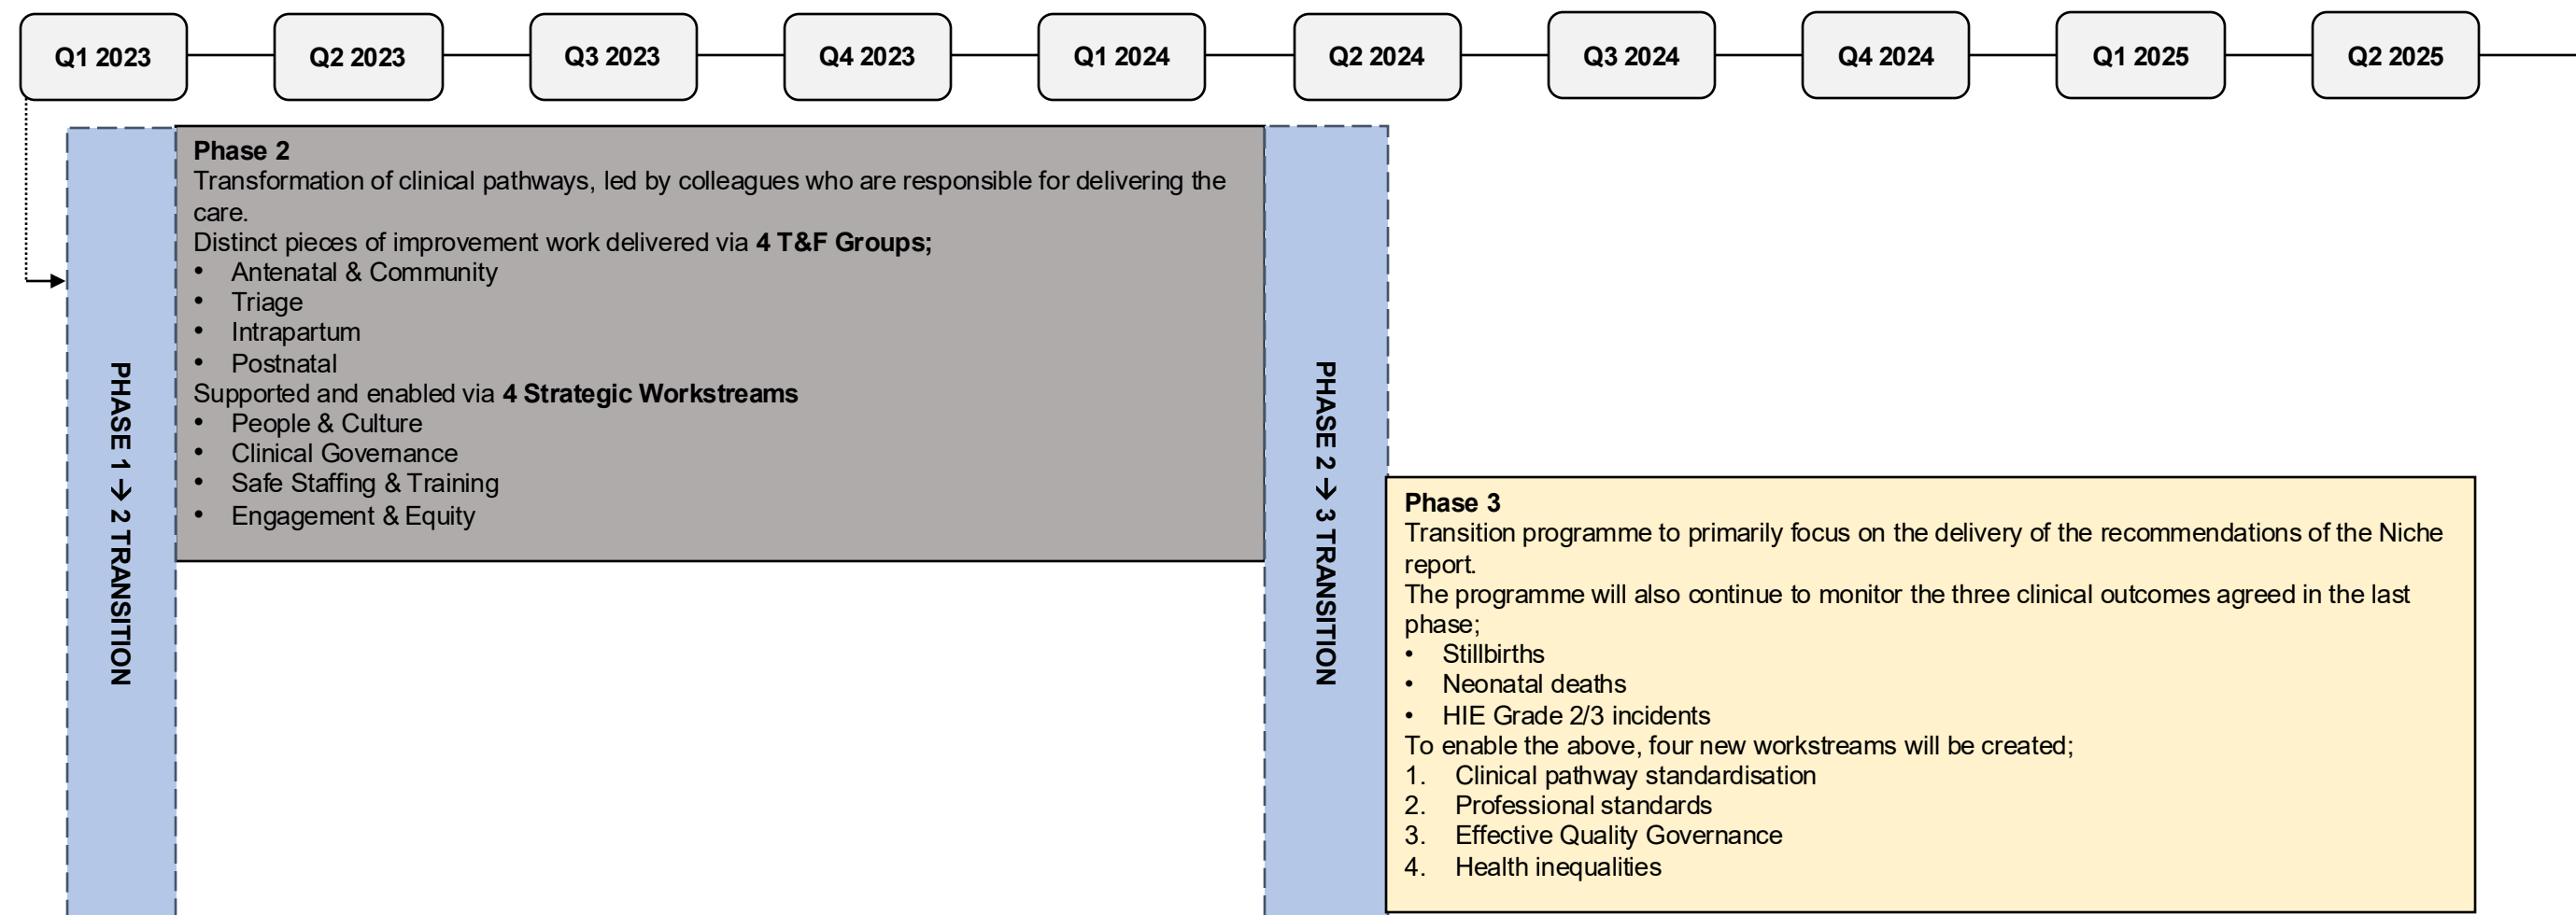 Q1 2023
Q2 2023
Q3 2023
Q4 2023
Q1 2024
Q2 2024
Q3 2024
Q4 2024
Q1 2025
Q2 2025
PHASE 1 → 2 TRANSITION
Phase 2
Transformation of clinical pathways, led by colleagues who are responsible for delivering the
care.
Distinct pieces of improvement work delivered via 4 T&F Groups;
• Antenatal & Community
• Triage
• Intrapartum
• Postnatal
Supported and enabled via 4 Strategic Workstreams
• People & Culture
• Clinical Governance
• Safe Staffing & Training
• Engagement & Equity
PHASE 2 → 3 TRANSITION
Phase 3
Transition programme to primarily focus on the delivery of the recommendations of the Niche
report.
The programme will also continue to monitor the three clinical outcomes agreed in the last
phase;
• Stillbirths
• Neonatal deaths
• HIE Grade 2/3 incidents
To enable the above, four new workstreams will be created;
1. Clinical pathway standardisation
2. Professional standards
3. Effective Quality Governance
4. Health inequalities